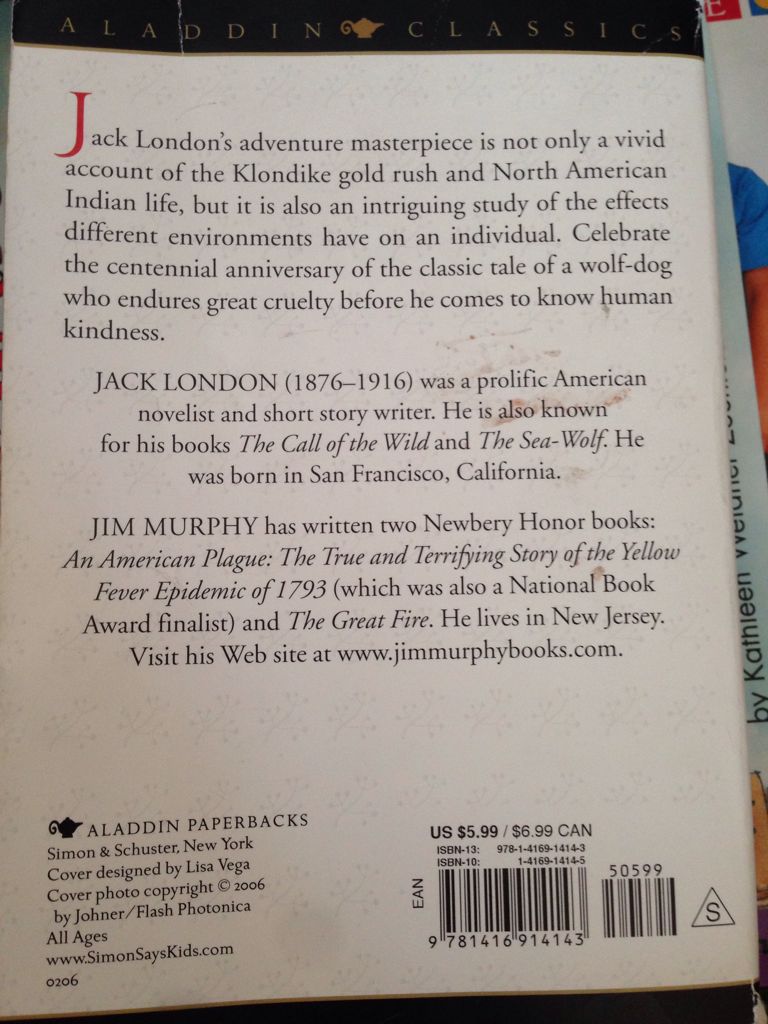 ALADDIN CLASSICS
Jack London's adventure masterpiece is not only a vivid
account of the Klondike gold rush and North American
Indian life, but it is also an intriguing study of the effects
different environments have on an individual. Celebrate
the centennial anniversary of the classic tale of a wolf-dog
who endures great cruelty before he comes to know human
kindness.
JACK LONDON (1876–1916) was a prolific American
novelist and short story writer. He is also known
for his books The Call of the Wild and The Sea-Wolf. He
was born in San Francisco, California.
JIM MURPHY has written two Newbery Honor books:
An American Plague: The True and Terrifying Story of the Yellow
Fever Epidemic of 1793 (which was also a National Book
Award finalist) and The Great Fire. He lives in New Jersey.
Visit his Web site at www.jimmurphybooks.com.
ALADDIN PAPERBACKS
Simon & Schuster, New York
Cover designed by Lisa Vega
Cover photo copyright © 2006
by Johner/Flash Photonica
All Ages
www.SimonSaysKids.com
0206
US $5.99 / $6.99 CAN
ISBN-13: 978-1-4169-1414-3
ISBN-10: 1-4169-1414-5
50599
EAN
9 781416 914143
S
E
by Kathleen Weidner